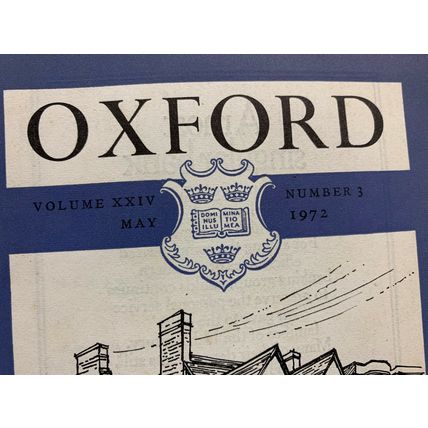 OXFORD
VOLUME XXIV
NUMBER 3
MAY
1972
DOMI MINA
NUS TIO
ILLU MEA